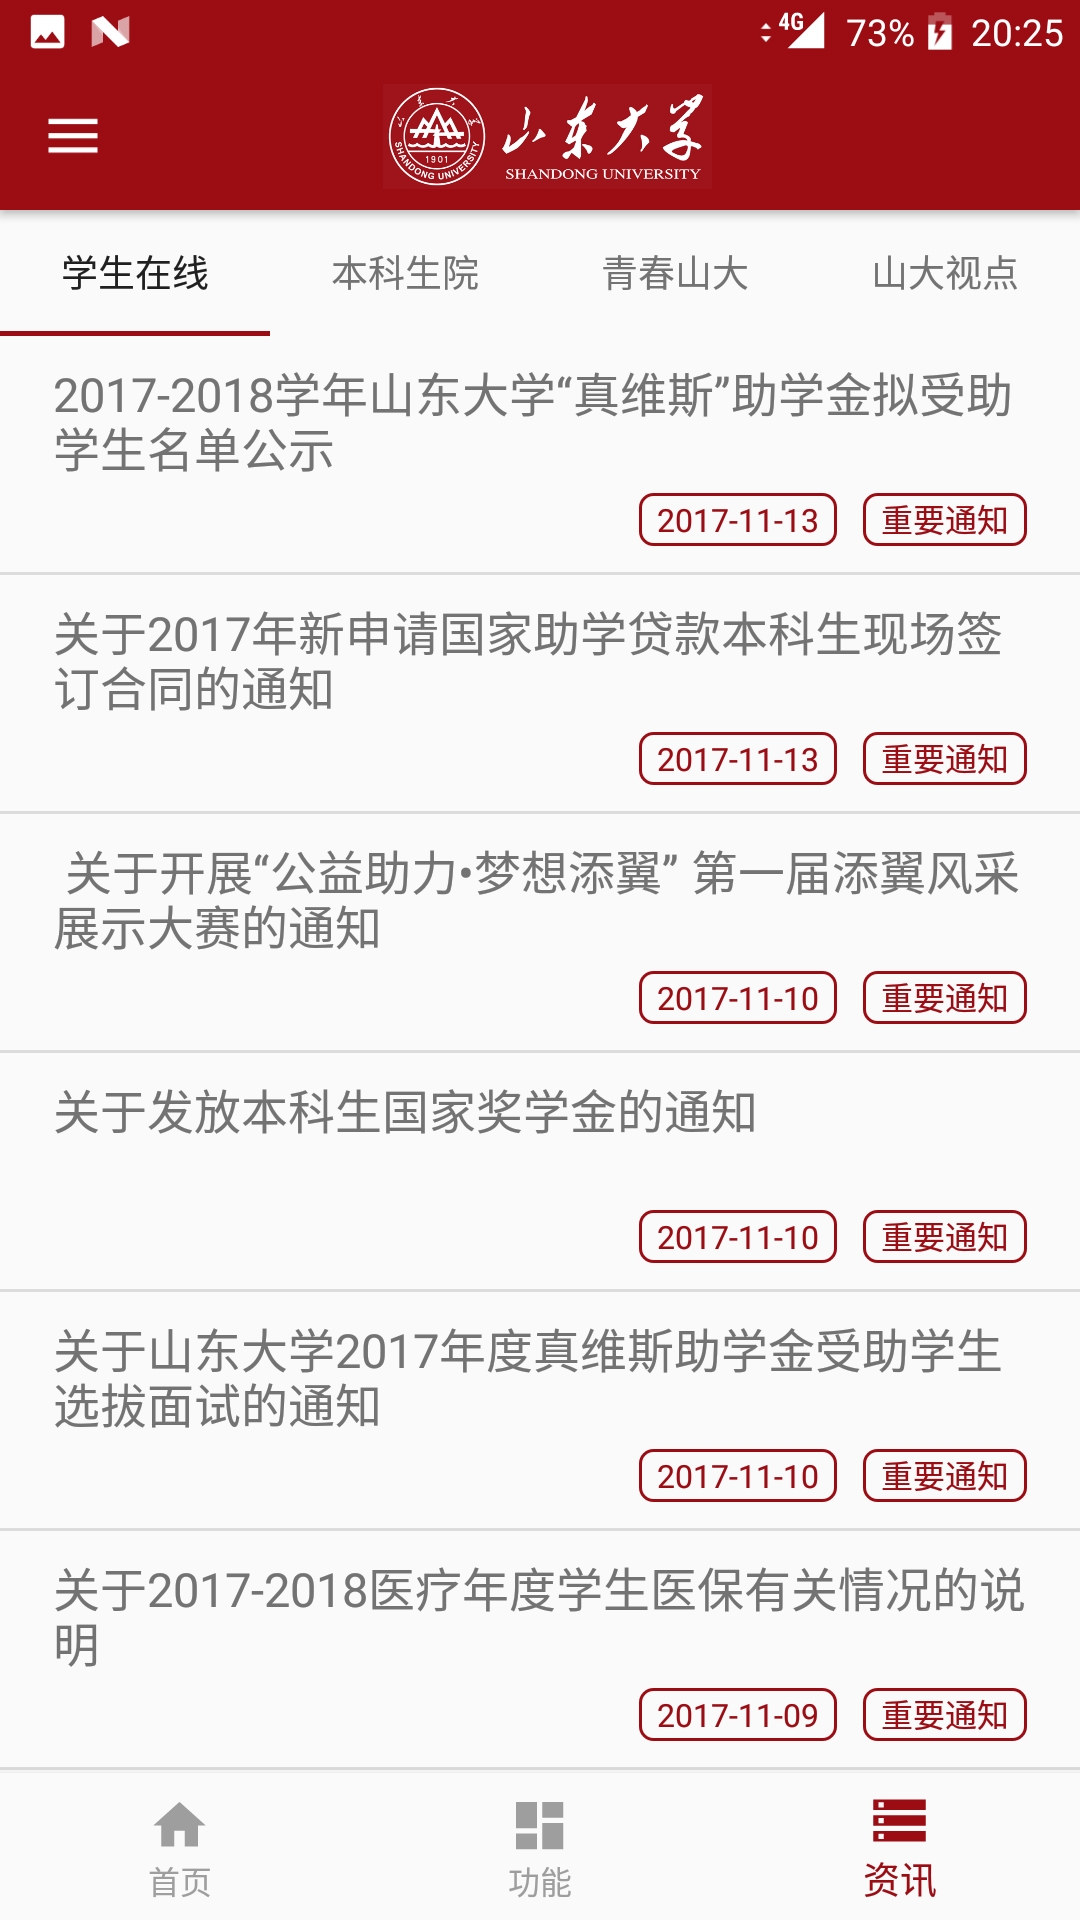 4G 73% 20:25
山东大学
SHANDONG UNIVERSITY
山东大学
1901
SHANDONG UNIVERSITY
学生在线 本科生院 青春山大 山大视点
2017-2018学年山东大学“真维斯”助学金拟受助
学生名单公示
2017-11-13 重要通知
关于2017年新申请国家助学贷款本科生现场签
订合同的通知
2017-11-13 重要通知
关于开展“公益助力•梦想添翼” 第一届添翼风采
展示大赛的通知
2017-11-10 重要通知
关于发放本科生国家奖学金的通知
2017-11-10 重要通知
关于山东大学2017年度真维斯助学金受助学生
选拔面试的通知
2017-11-10 重要通知
关于2017-2018医疗年度学生医保有关情况的说
明
2017-11-09 重要通知
首页 功能 资讯